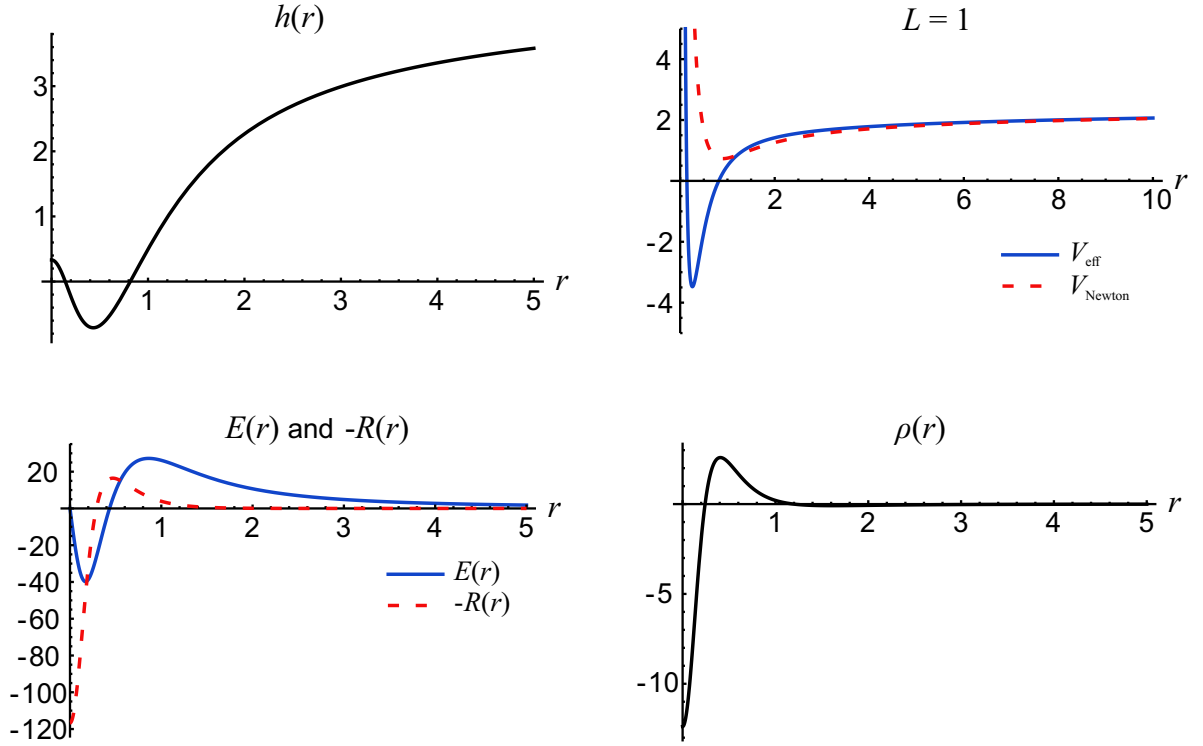 h(r)
3
2
1
1 2 3 4 5 r
L = 1
4
2
2 4 6 8 10 r
-2
-4
V_eff
V_Newton
E(r) and -R(r)
20
1 2 3 4 5 r
-20
-40
-60
-80
-100
-120
E(r)
-R(r)
ρ(r)
1 2 3 4 5 r
-5
-10